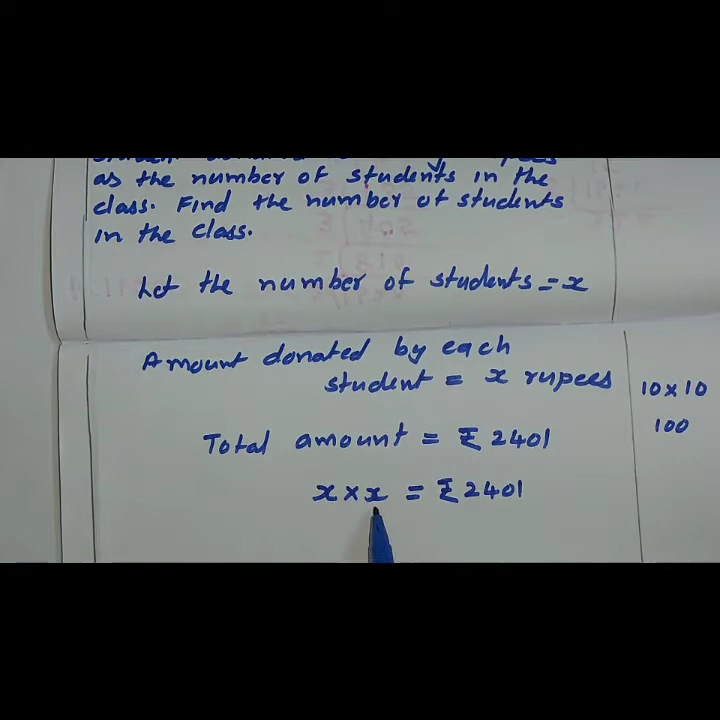 as the number of students in the
class. Find the number of students
in the class.
Let the number of students = x
Amount donated by each
student = x rupees
10 x 10
100
Total amount = ₹ 2401
x × x = ₹ 2401